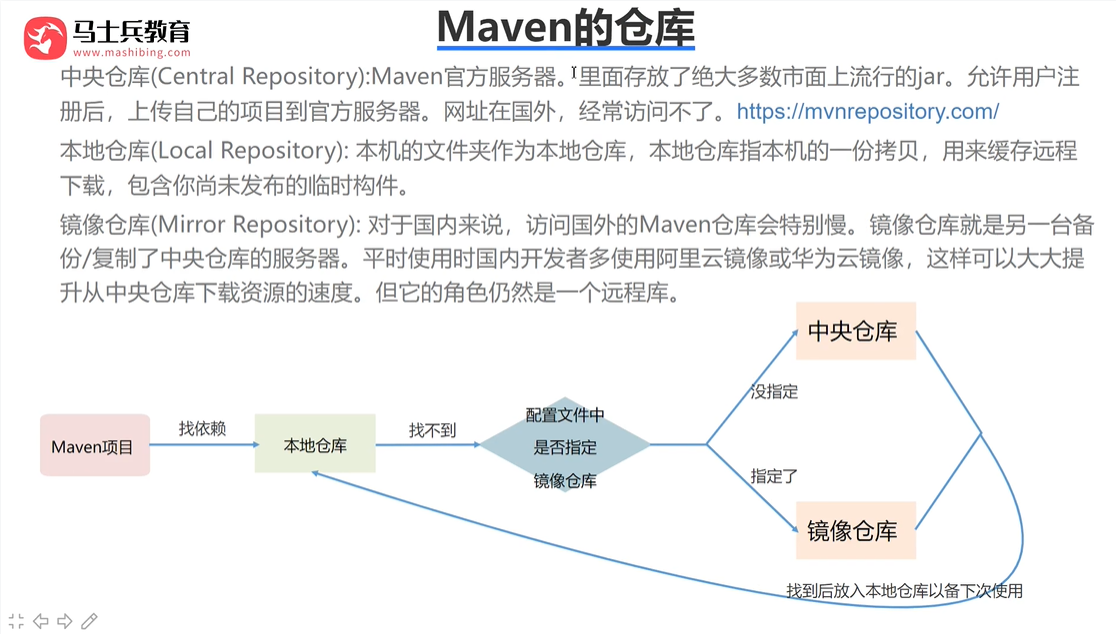 马士兵教育
www.mashibing.com
Maven的仓库
中央仓库(Central Repository):Maven官方服务器。里面存放了绝大多数市面上流行的jar。允许用户注
册后，上传自己的项目到官方服务器。网址在国外，经常访问不了。https://mvnrepository.com/
本地仓库(Local Repository): 本机的文件夹作为本地仓库，本地仓库指本机的一份拷贝，用来缓存远程
下载，包含你尚未发布的临时构件。
镜像仓库(Mirror Repository): 对于国内来说，访问国外的Maven仓库会特别慢。镜像仓库就是另一台备
份/复制了中央仓库的服务器。平时使用时国内开发者多使用阿里云镜像或华为云镜像，这样可以大大提
升从中央仓库下载资源的速度。但它的角色仍然是一个远程库。
Maven项目
找依赖
本地仓库
找不到
配置文件中
是否指定
镜像仓库
没指定
中央仓库
指定了
镜像仓库
找到后放入本地仓库以备下次使用